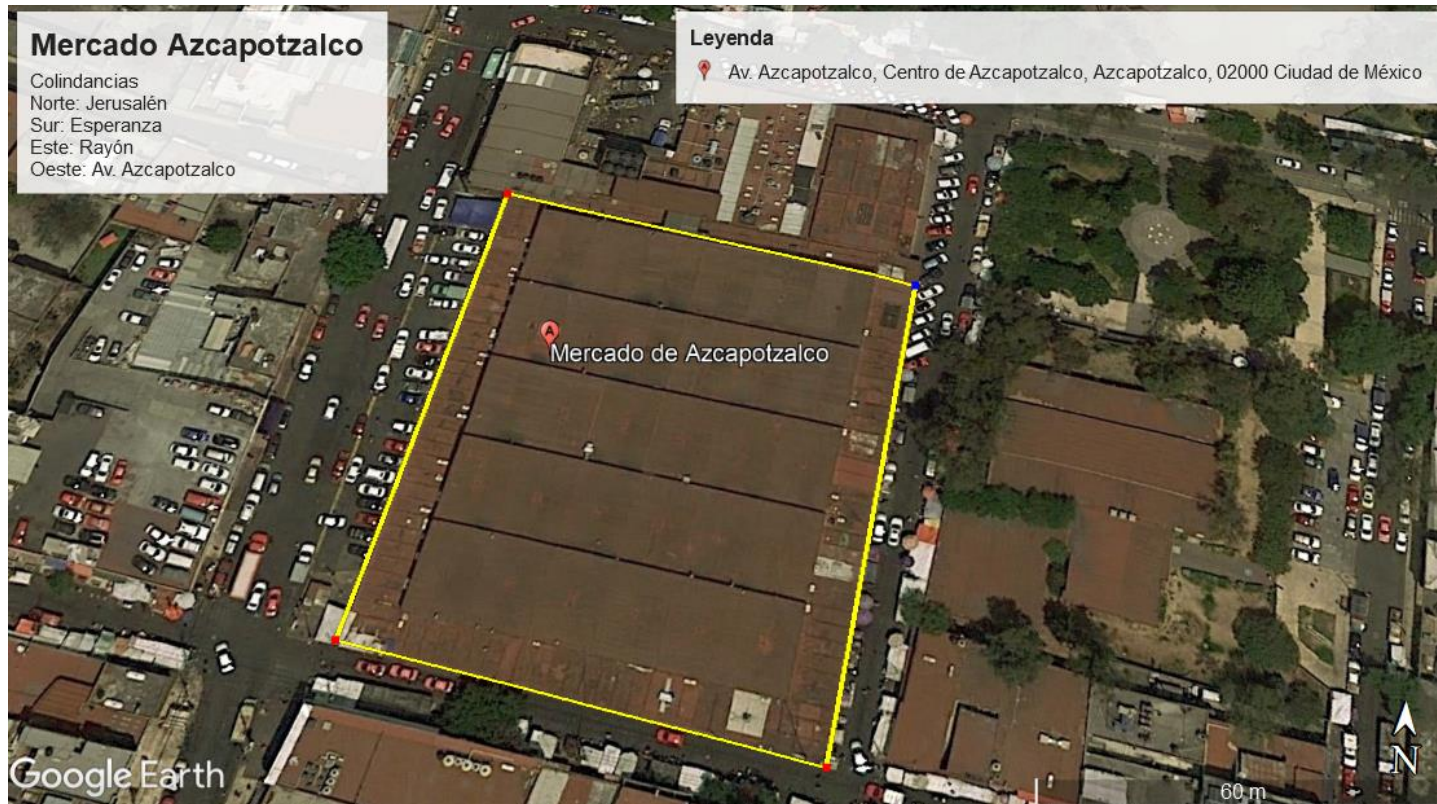 Mercado Azcapotzalco
Colindancias
Norte: Jerusalén
Sur: Esperanza
Este: Rayón
Oeste: Av. Azcapotzalco
Leyenda
A Av. Azcapotzalco, Centro de Azcapotzalco, Azcapotzalco, 02000 Ciudad de México
A
Mercado de Azcapotzalco
Google Earth
N
60 m